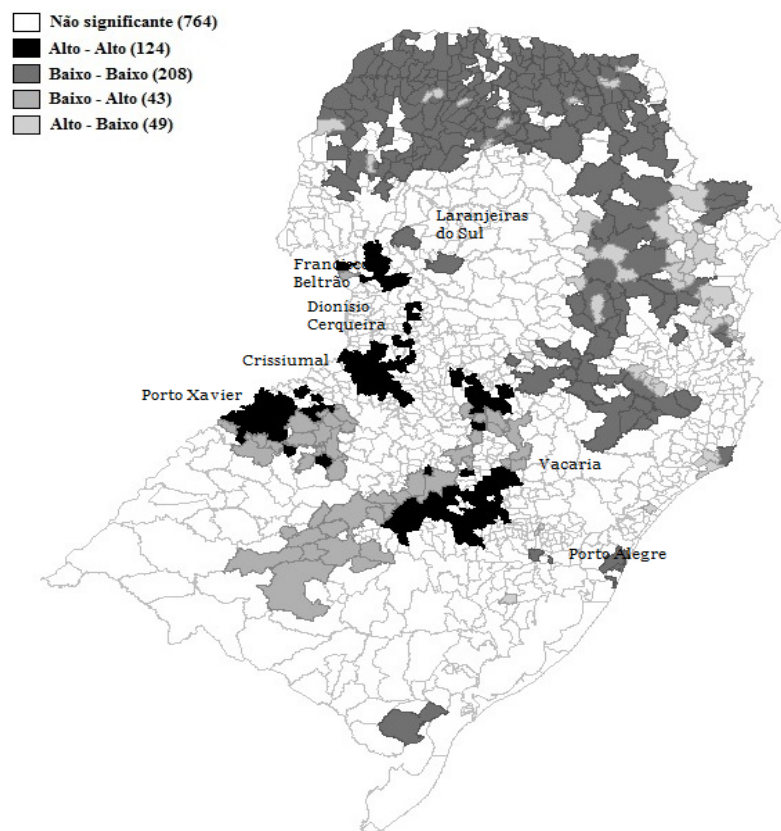 Não significante (764)
Alto - Alto (124)
Baixo - Baixo (208)
Baixo - Alto (43)
Alto - Baixo (49)
Laranjeiras
do Sul
Francisco
Beltrão
Dionísio
Cerqueira
Crissiumal
Porto Xavier
Vacaria
Porto Alegre